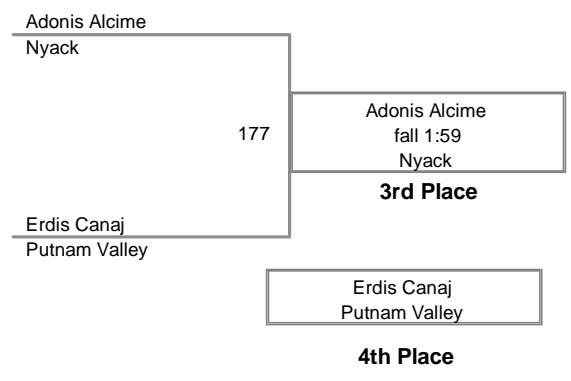 Adonis Alcime
Nyack
177
Adonis Alcime
fall 1:59
Nyack
3rd Place
Erdis Canaj
Putnam Valley
Erdis Canaj
Putnam Valley
4th Place